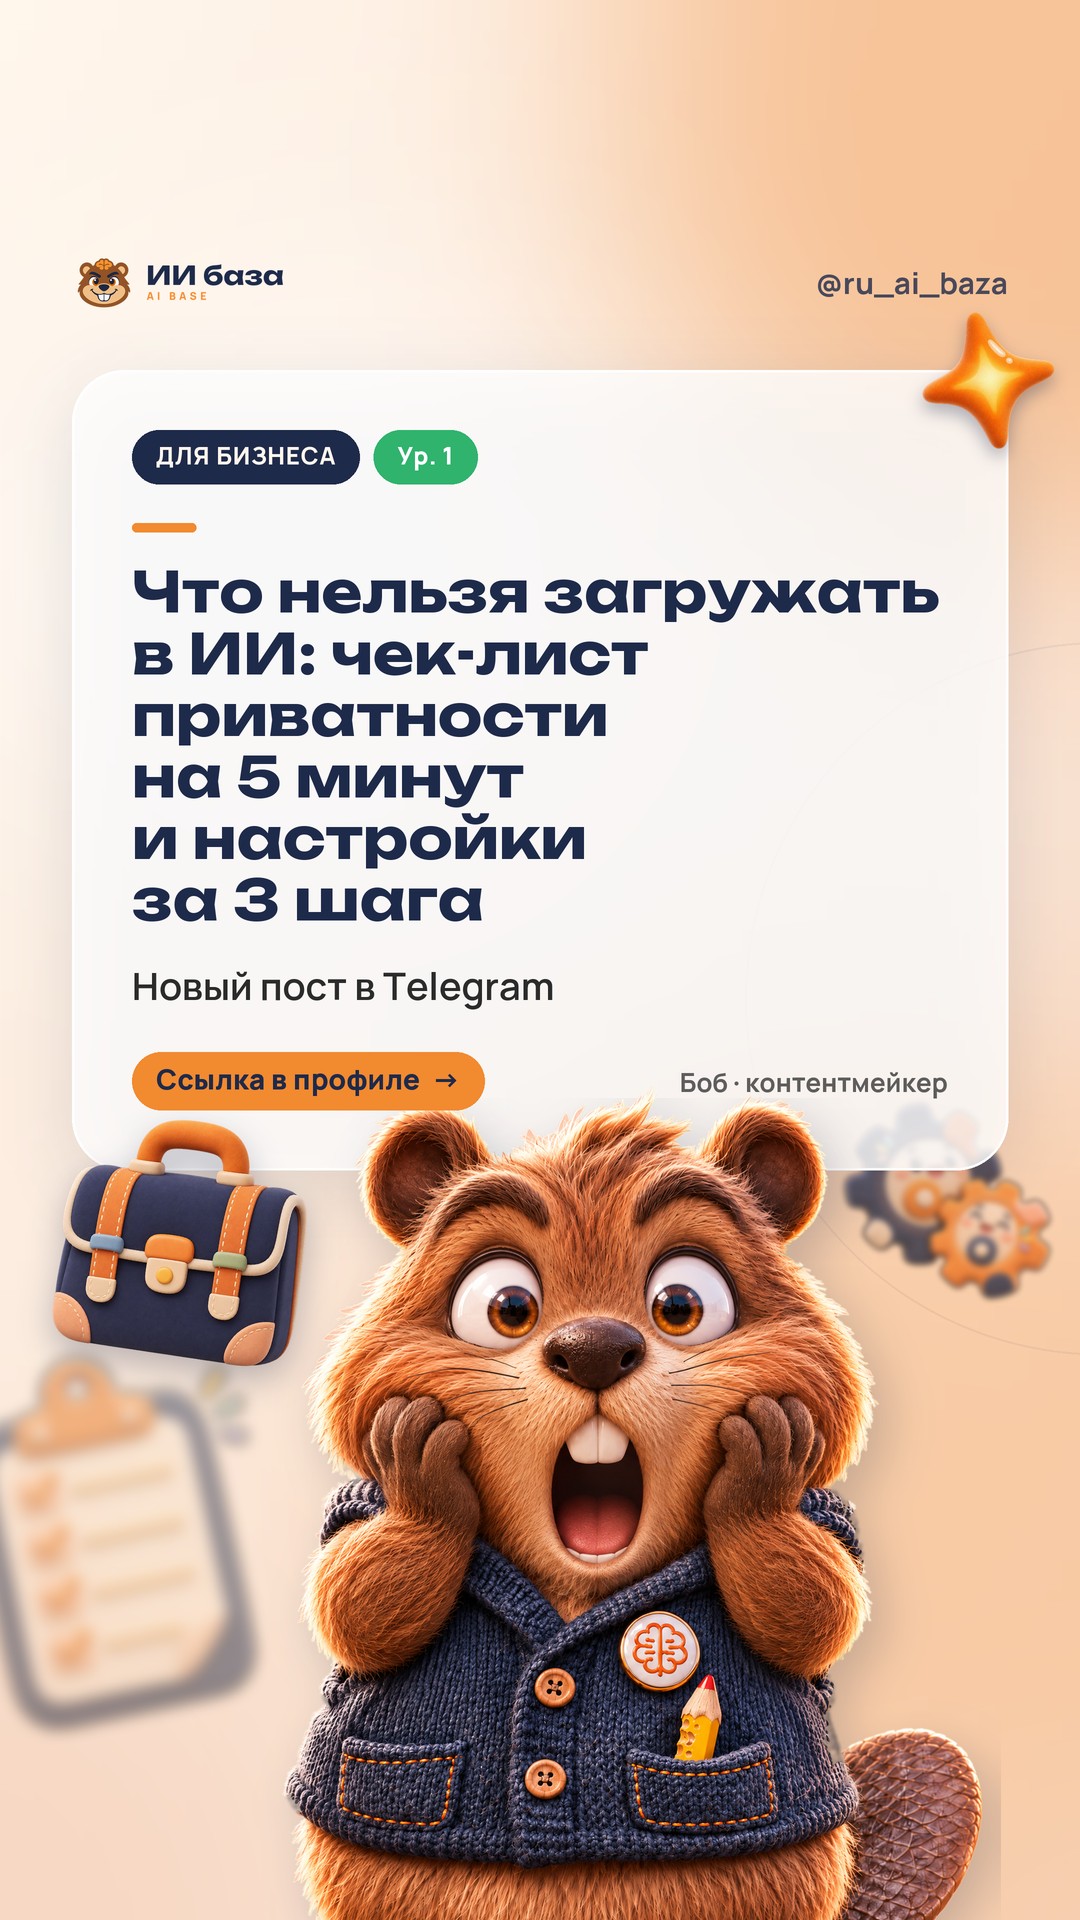 ИИ база
AI BASE
@ru_ai_baza
ДЛЯ БИЗНЕСА
Ур. 1
Что нельзя загружать
в ИИ: чек-лист
приватности
на 5 минут
и настройки
за 3 шага
Новый пост в Telegram
Ссылка в профиле →
Боб · контентмейкер